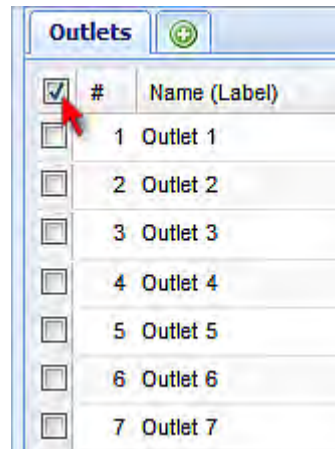 Outlets
# Name (Label)
1 Outlet 1
2 Outlet 2
3 Outlet 3
4 Outlet 4
5 Outlet 5
6 Outlet 6
7 Outlet 7